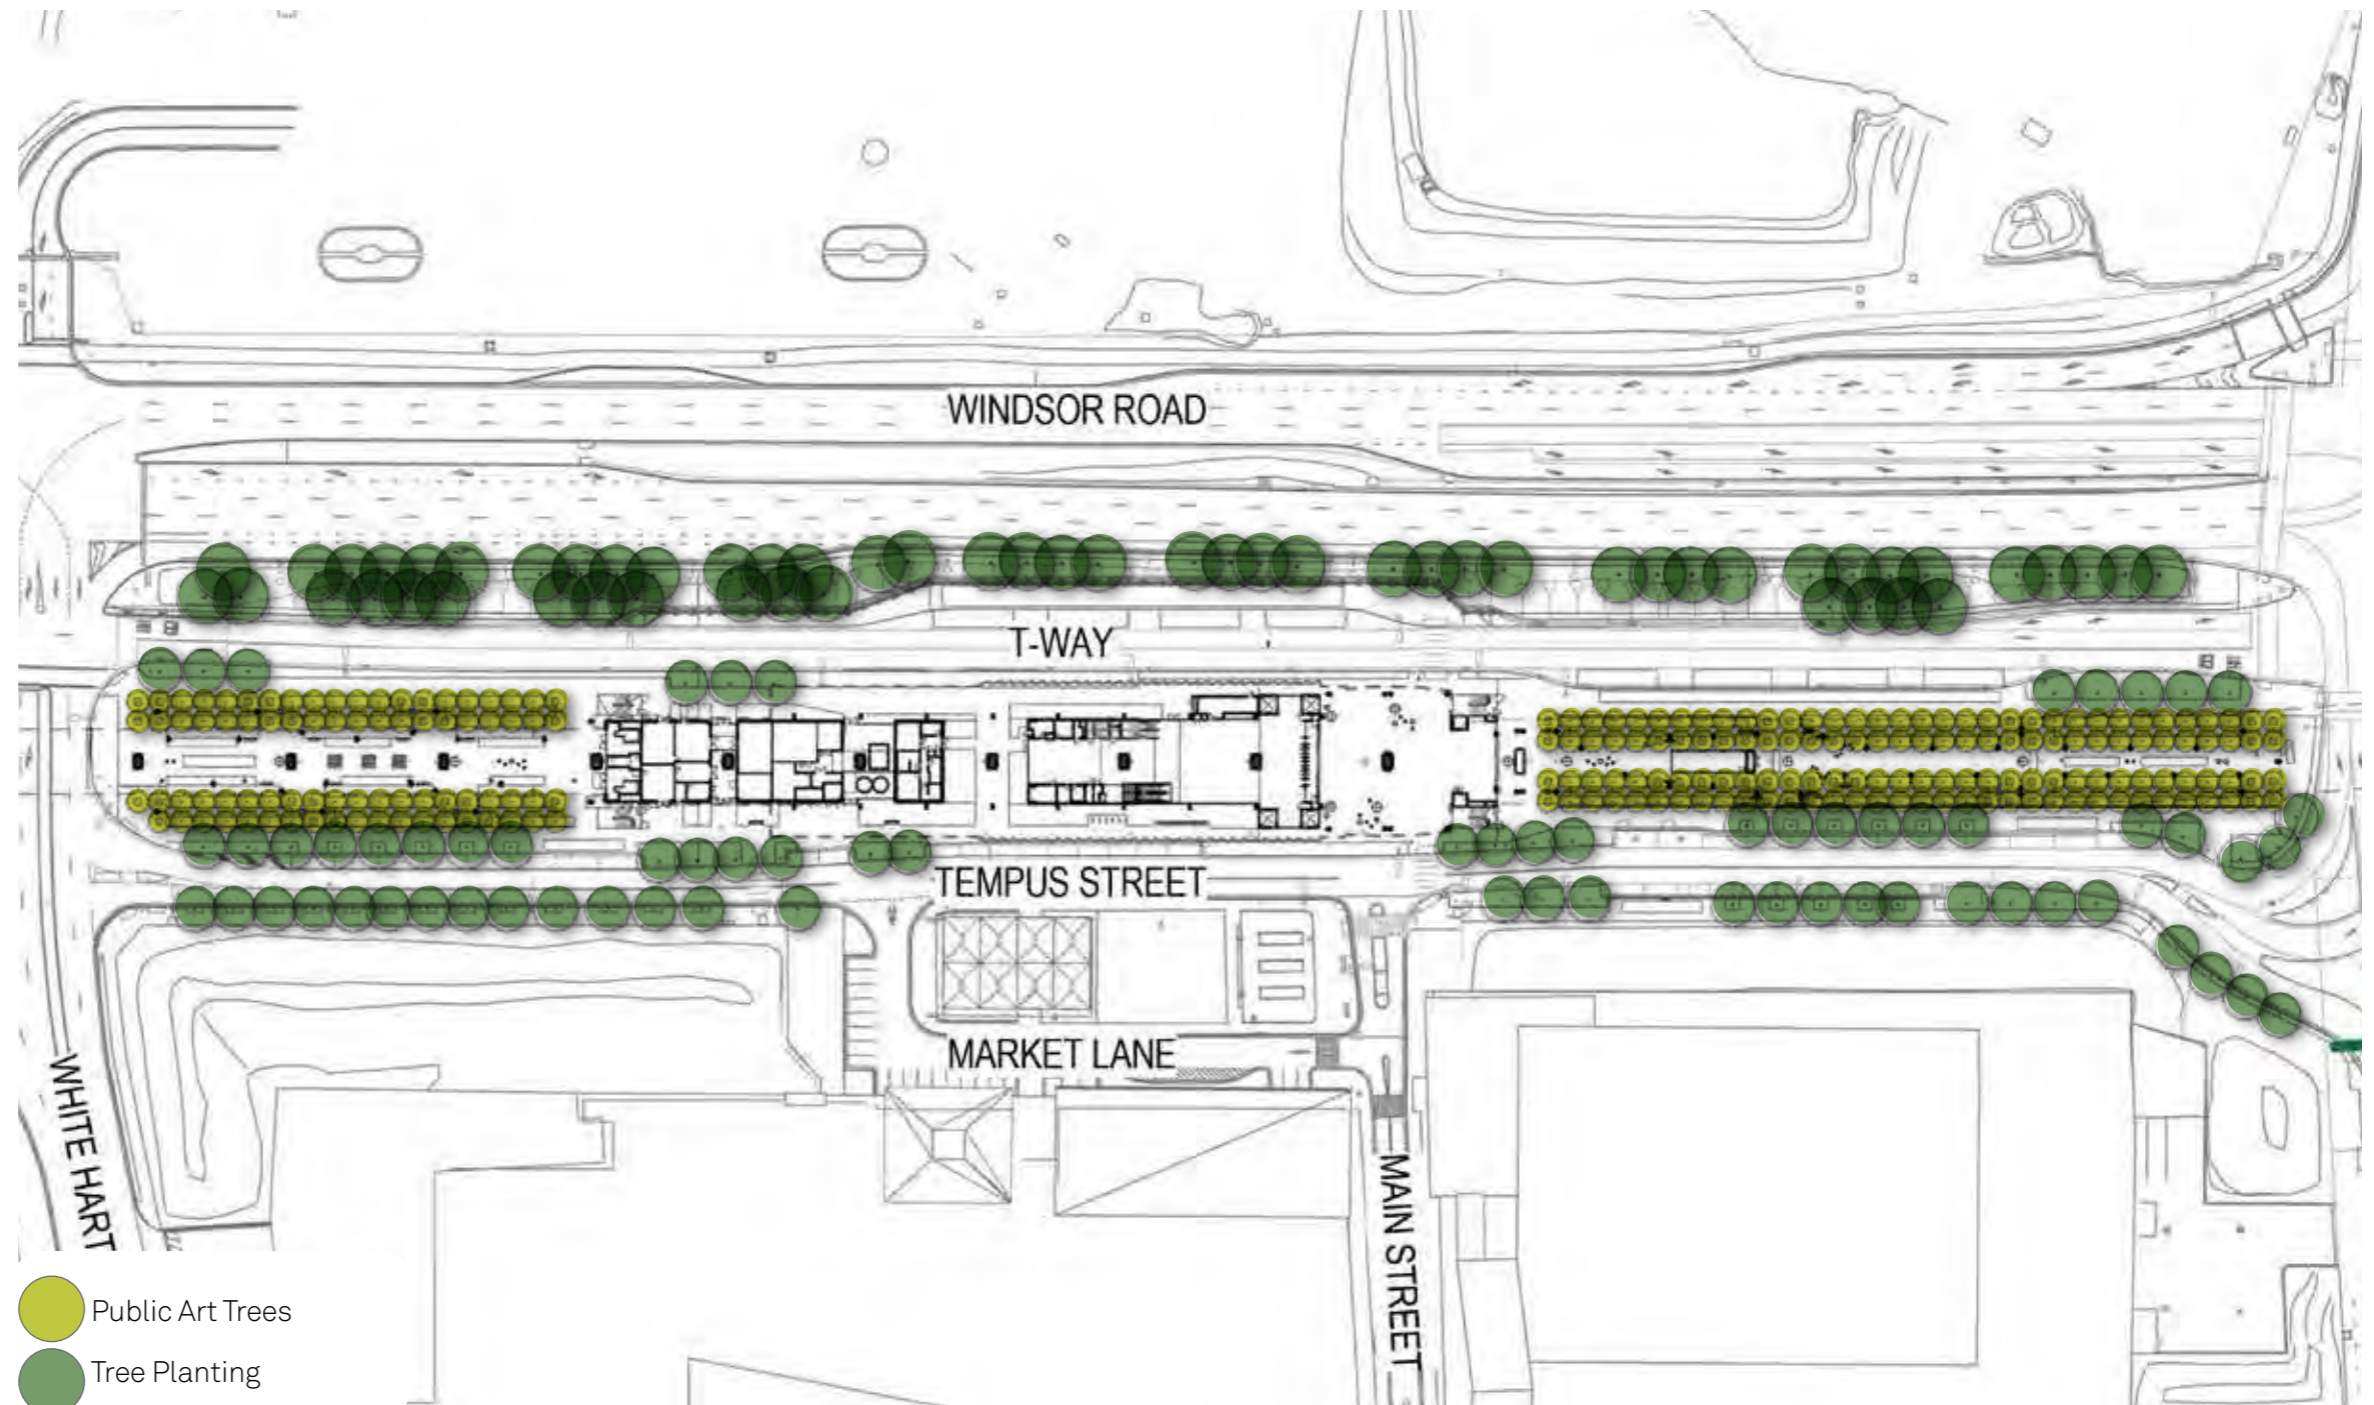 WINDSOR ROAD
T-WAY
TEMPUS STREET
MARKET LANE
WHITE HART
MAIN STREET
Public Art Trees
Tree Planting